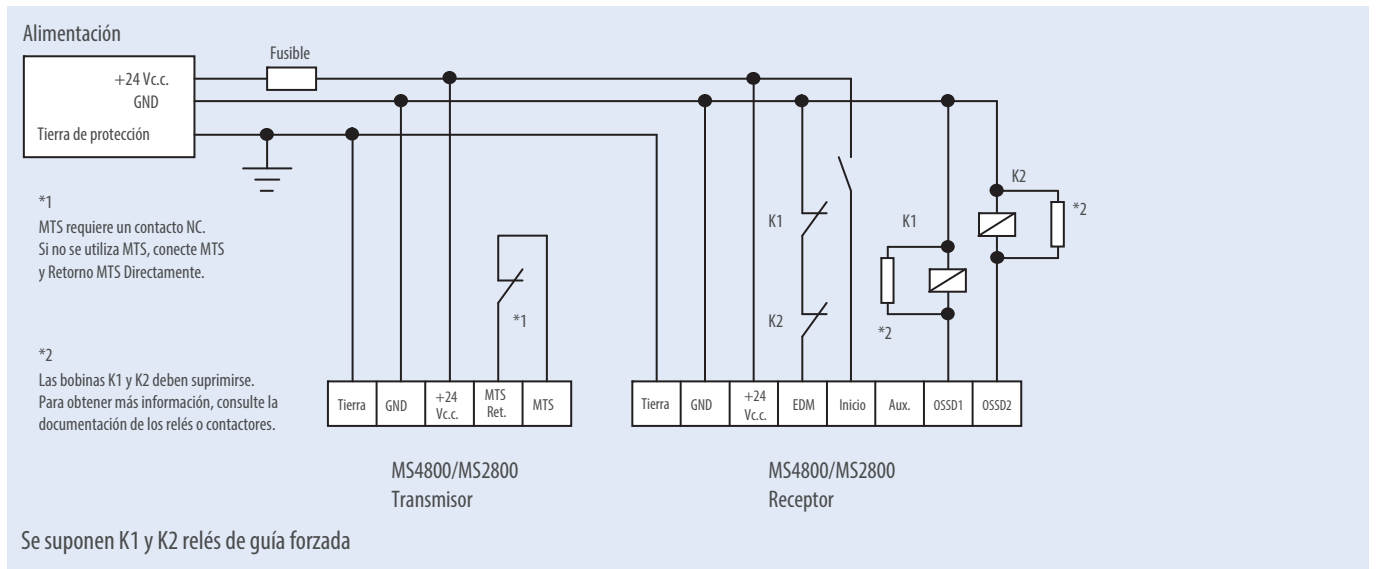 Alimentación
Fusible
+24 Vc.c.
GND
Tierra de protección
*1
MTS requiere un contacto NC.
Si no se utiliza MTS, conecte MTS
y Retorno MTS Directamente.
*2
Las bobinas K1 y K2 deben suprimirse.
Para obtener más información, consulte la
documentación de los relés o contactores.
*1
K1
K2
K1
*2
K2
*2
Tierra
GND
+24
Vc.c.
MTS
Ret.
MTS
Tierra
GND
+24
Vc.c.
EDM
Inicio
Aux.
OSSD1
OSSD2
MS4800/MS2800
Transmisor
MS4800/MS2800
Receptor
Se suponen K1 y K2 relés de guía forzada